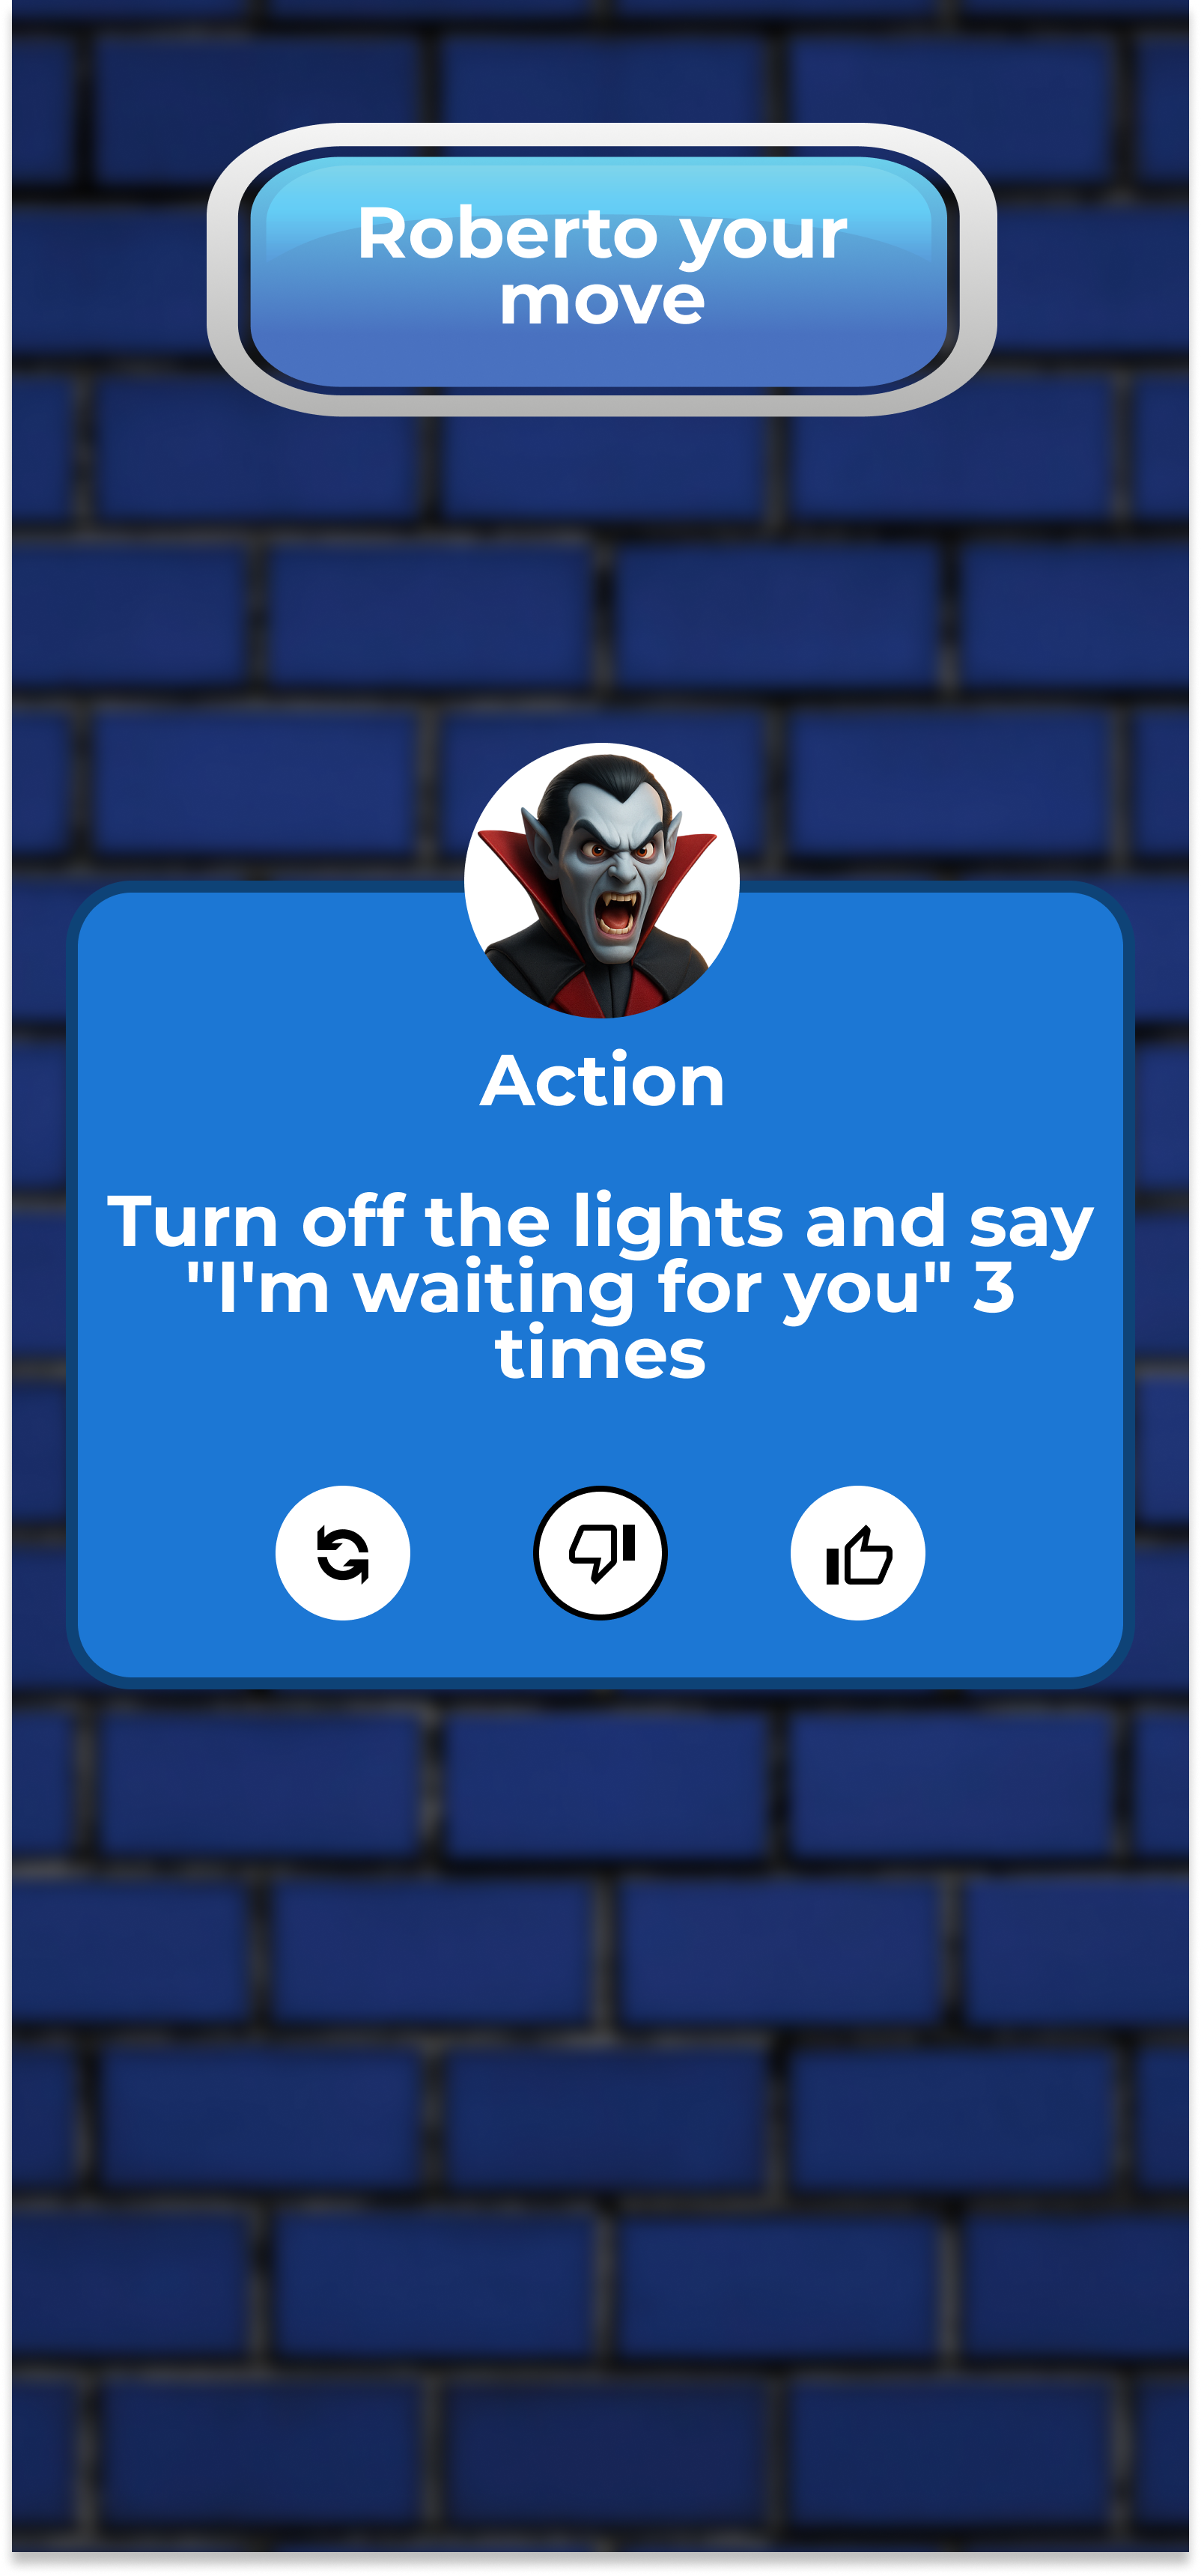 Roberto your
move
Action
Turn off the lights and say
"I'm waiting for you" 3
times